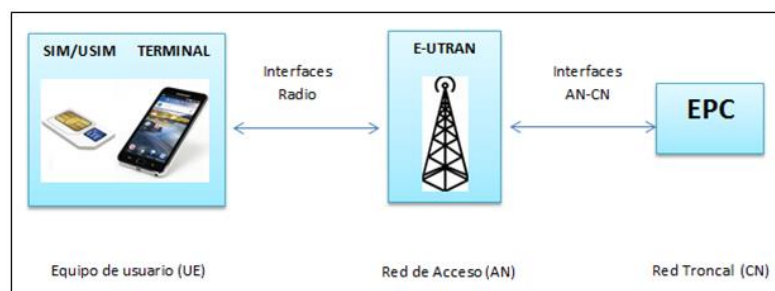 SIM/USIM TERMINAL
E-UTRAN
Interfaces
Radio
Interfaces
AN-CN
EPC
Equipo de usuario (UE)
Red de Acceso (AN)
Red Troncal (CN)